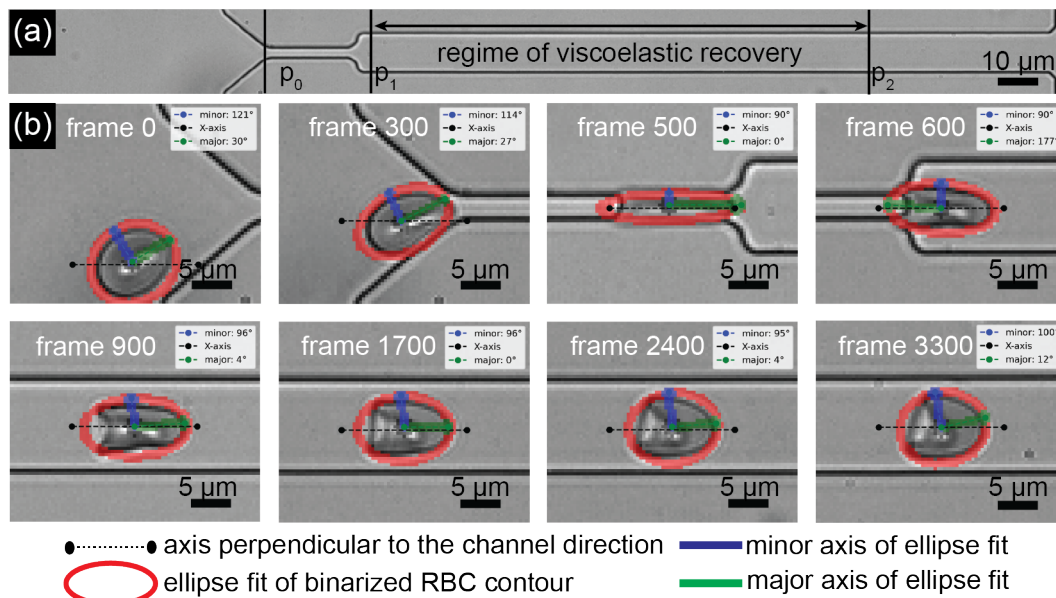 (a)
regime of viscoelastic recovery
p0
p1
p2
10 μm
(b)
frame 0
minor: 121°
X-axis
major: 30°
5 μm
frame 300
minor: 114°
X-axis
major: 27°
5 μm
frame 500
minor: 90°
X-axis
major: 0°
5 μm
frame 600
minor: 90°
X-axis
major: 177°
5 μm
frame 900
minor: 96°
X-axis
major: 4°
5 μm
frame 1700
minor: 96°
X-axis
major: 0°
5 μm
frame 2400
minor: 95°
X-axis
major: 4°
5 μm
frame 3300
minor: 100°
X-axis
major: 12°
5 μm
axis perpendicular to the channel direction
minor axis of ellipse fit
ellipse fit of binarized RBC contour
major axis of ellipse fit